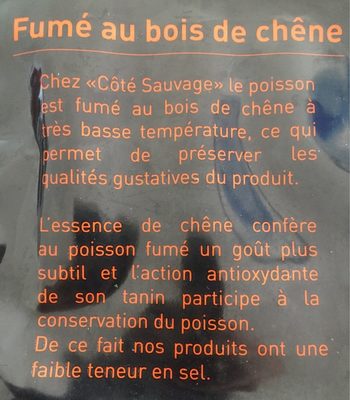 Fumé au bois de chêne
Chez «Côté Sauvage» le poisson
est fumé au bois de chêne à
très basse température, ce qui
permet de préserver les
qualités gustatives du produit.
L'essence de chêne confère
au poisson fumé un goût plus
subtil et l'action antioxydante
de son tanin participe à la
conservation du poisson.
De ce fait nos produits ont une
faible teneur en sel.